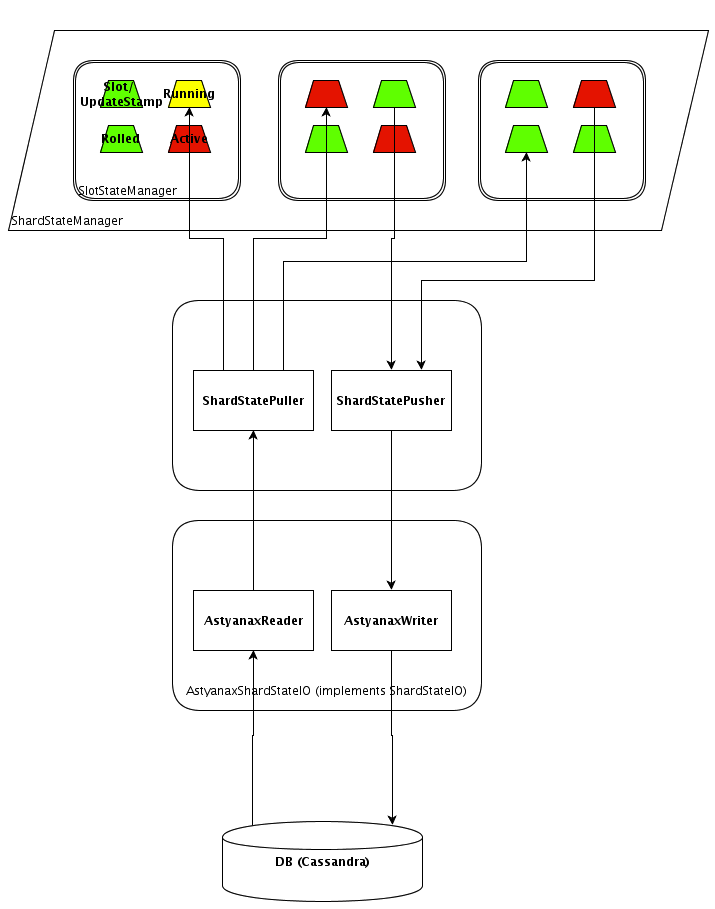 Slot/
UpdateStamp
Running
Rolled
Active
SlotStateManager
ShardStateManager
ShardStatePuller
ShardStatePusher
AstyanaxReader
AstyanaxWriter
AstyanaxShardStateIO (implements ShardStateIO)
DB (Cassandra)